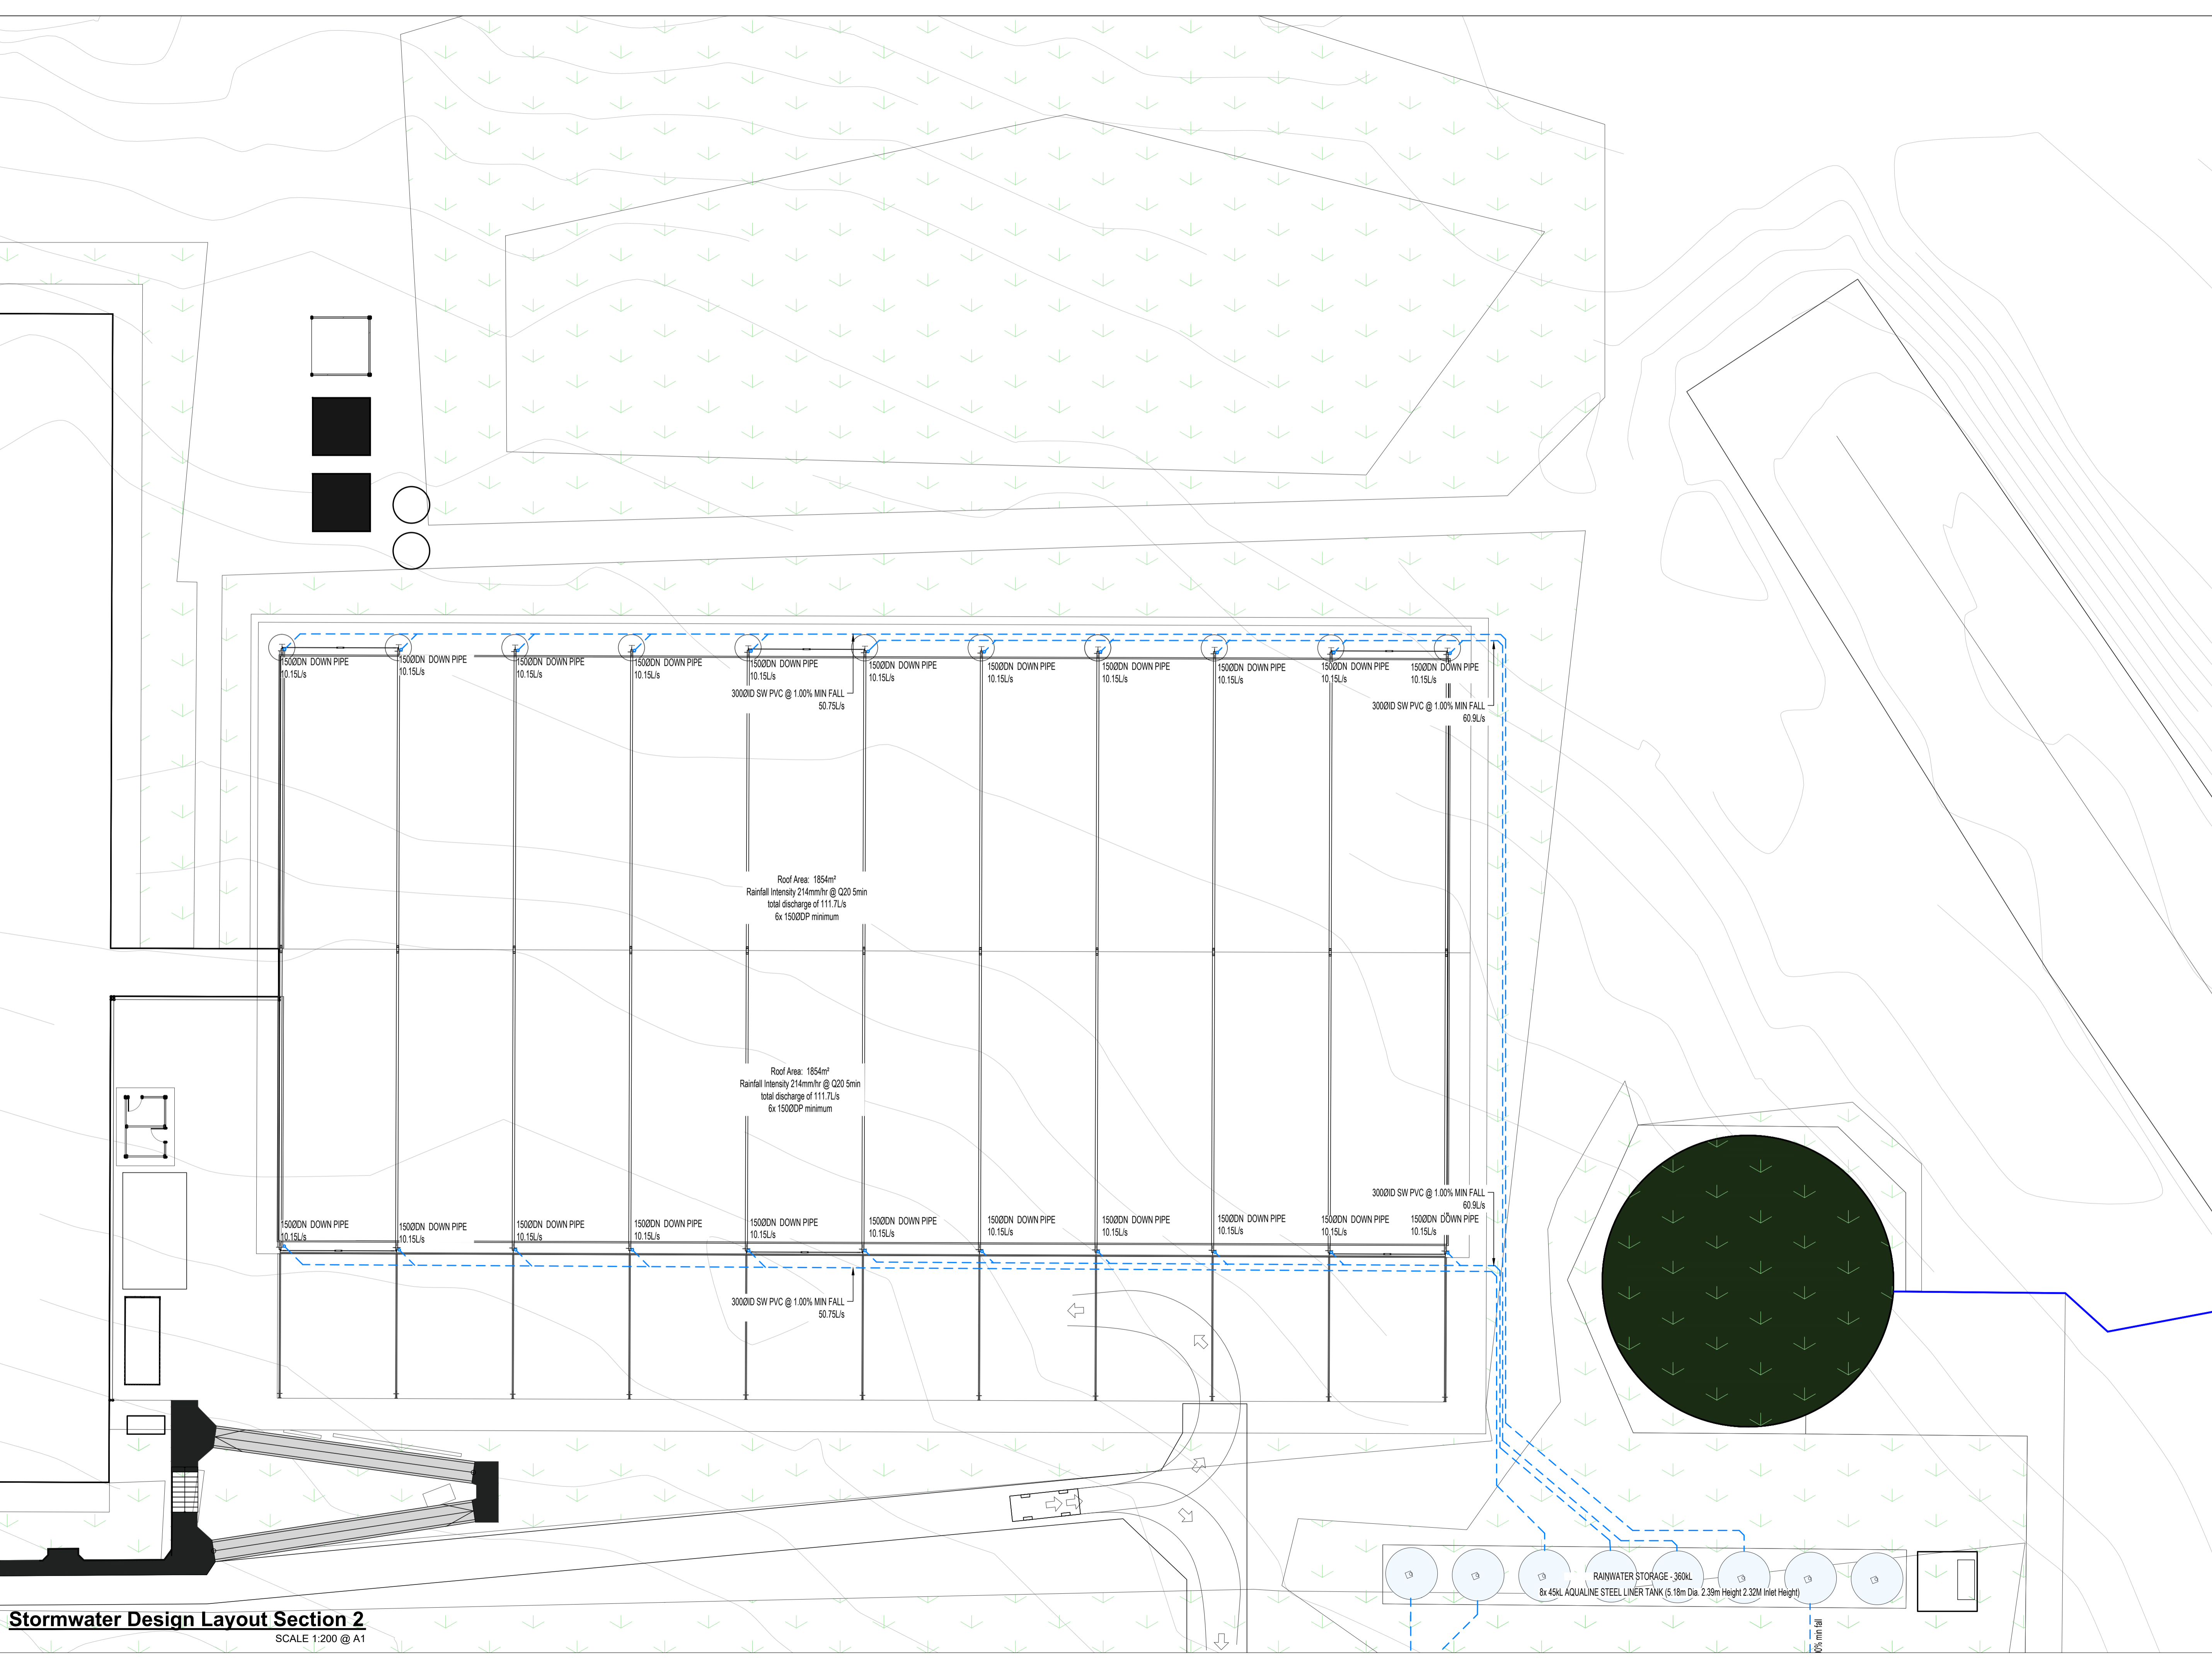 150ØDN DOWN PIPE
10.15L/s
150ØDN DOWN PIPE
10.15L/s
150ØDN DOWN PIPE
10.15L/s
150ØDN DOWN PIPE
10.15L/s
150ØDN DOWN PIPE
10.15L/s
150ØDN DOWN PIPE
10.15L/s
150ØDN DOWN PIPE
10.15L/s
150ØDN DOWN PIPE
10.15L/s
150ØDN DOWN PIPE
10.15L/s
150ØDN DOWN PIPE
10.15L/s
150ØDN DOWN PIPE
10.15L/s
300ØID SW PVC @ 1.00% MIN FALL
50.75L/s
300ØID SW PVC @ 1.00% MIN FALL
60.9L/s
Roof Area: 1854m²
Rainfall Intensity 214mm/hr @ Q20 5min
total discharge of 111.7L/s
6x 150ØDP minimum
Roof Area: 1854m²
Rainfall Intensity 214mm/hr @ Q20 5min
total discharge of 111.7L/s
6x 150ØDP minimum
300ØID SW PVC @ 1.00% MIN FALL
60.9L/s
150ØDN DOWN PIPE
10.15L/s
150ØDN DOWN PIPE
10.15L/s
150ØDN DOWN PIPE
10.15L/s
150ØDN DOWN PIPE
10.15L/s
150ØDN DOWN PIPE
10.15L/s
150ØDN DOWN PIPE
10.15L/s
150ØDN DOWN PIPE
10.15L/s
150ØDN DOWN PIPE
10.15L/s
150ØDN DOWN PIPE
10.15L/s
150ØDN DOWN PIPE
10.15L/s
150ØDN DOWN PIPE
10.15L/s
300ØID SW PVC @ 1.00% MIN FALL
50.75L/s
RAINWATER STORAGE - 360kL
8x 45kL AQUALINE STEEL LINER TANK (5.18m Dia. 2.39m Height 2.32M Inlet Height)
0% min fall
Stormwater Design Layout Section 2
SCALE 1:200 @ A1